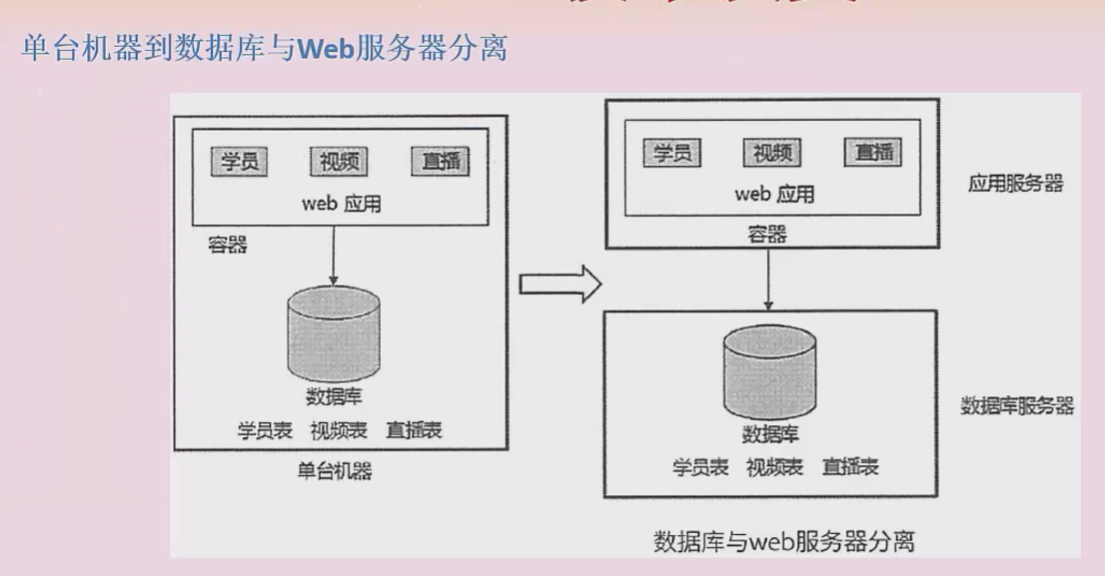 单台机器到数据库与Web服务器分离
学员 视频 直播
web 应用
容器
数据库
学员表 视频表 直播表
单台机器
学员 视频 直播
web 应用
容器
应用服务器
数据库
学员表 视频表 直播表
数据库服务器
数据库与web服务器分离